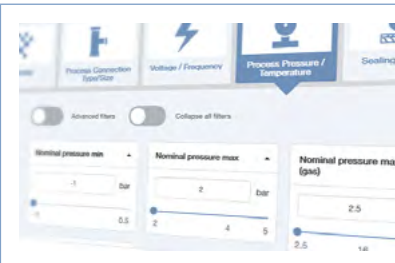 Process Connection
Type/Size
Voltage / Frequency
Process Pressure /
Temperature
Sealing
Advanced filters
Collapse all filters
Nominal pressure min
-1
bar
-1
0.5
Nominal pressure max
2
bar
2
4
5
Nominal pressure ma
(gas)
2.5
2.5